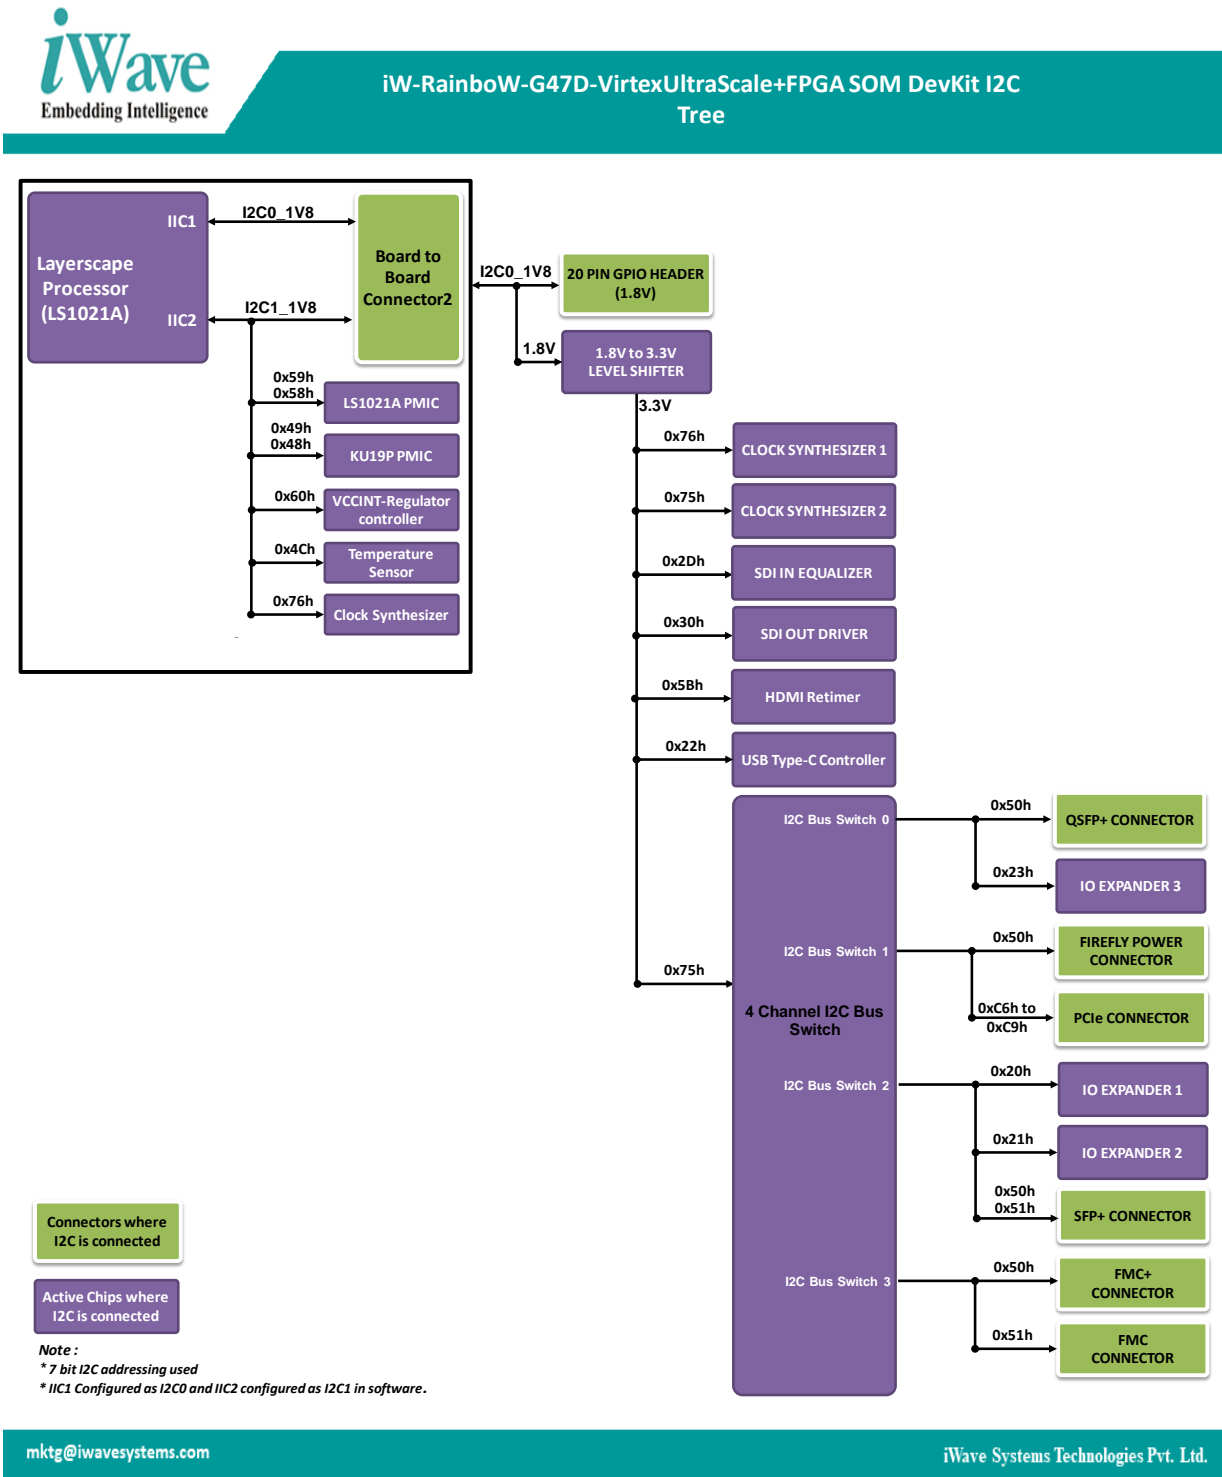 iWave
Embedding Intelligence
iW-RainboW-G47D-VirtexUltraScale+FPGA SOM DevKit I2C
Tree
Layerscape
Processor
(LS1021A)
IIC1
IIC2
I2C0_1V8
I2C1_1V8
Board to
Board
Connector2
0x59h
0x58h
LS1021A PMIC
0x49h
0x48h
KU19P PMIC
0x60h
VCCINT-Regulator
controller
0x4Ch
Temperature
Sensor
0x76h
Clock Synthesizer
I2C0_1V8
20 PIN GPIO HEADER
(1.8V)
1.8V
1.8V to 3.3V
LEVEL SHIFTER
3.3V
0x76h
CLOCK SYNTHESIZER 1
0x75h
CLOCK SYNTHESIZER 2
0x2Dh
SDI IN EQUALIZER
0x30h
SDI OUT DRIVER
0x5Bh
HDMI Retimer
0x22h
USB Type-C Controller
0x75h
4 Channel I2C Bus
Switch
I2C Bus Switch 0
0x50h
QSFP+ CONNECTOR
0x23h
IO EXPANDER 3
I2C Bus Switch 1
0x50h
FIREFLY POWER
CONNECTOR
0xC6h to
0xC9h
PCIe CONNECTOR
I2C Bus Switch 2
0x20h
IO EXPANDER 1
0x21h
IO EXPANDER 2
0x50h
0x51h
SFP+ CONNECTOR
I2C Bus Switch 3
0x50h
FMC+
CONNECTOR
0x51h
FMC
CONNECTOR
Connectors where
I2C is connected
Active Chips where
I2C is connected
Note :
* 7 bit I2C addressing used
* IIC1 Configured as I2C0 and IIC2 configured as I2C1 in software.
mktg@iwavesystems.com
iWave Systems Technologies Pvt. Ltd.